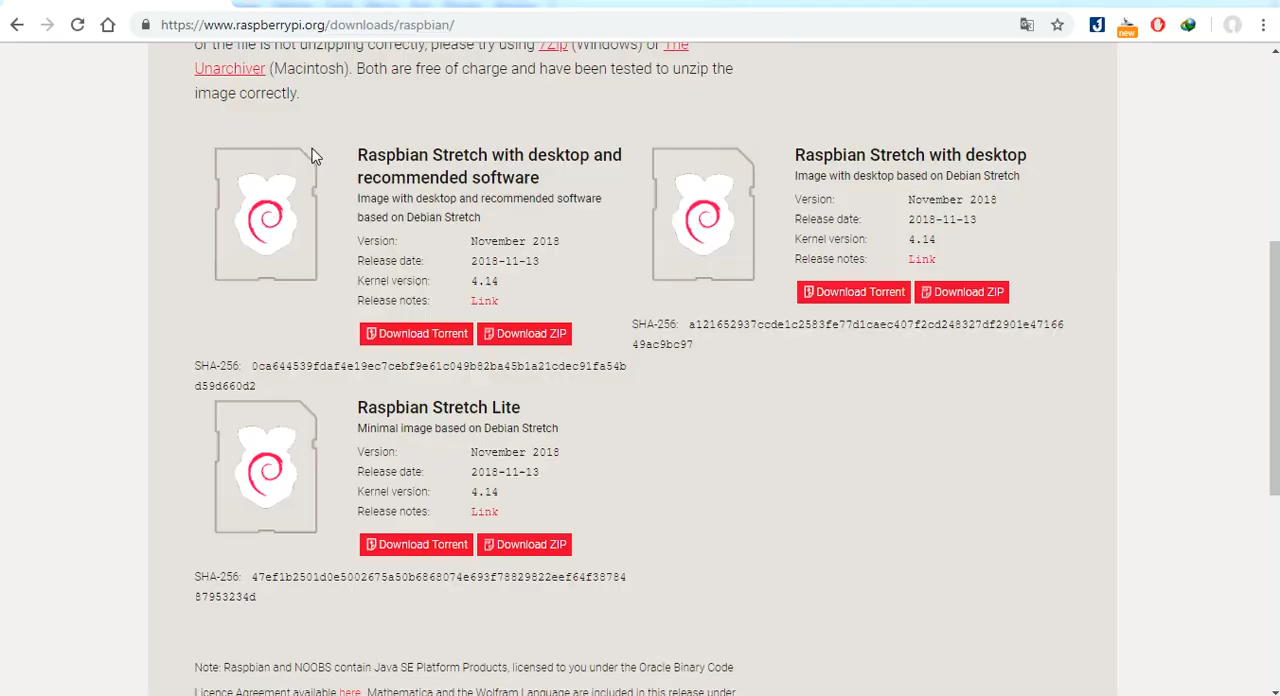 https://www.raspberrypi.org/downloads/raspbian/
new
or the file is not unzipping correctly, please try using 7Zip (Windows) or The
Unarchiver (Macintosh). Both are free of charge and have been tested to unzip the
image correctly.
Raspbian Stretch with desktop and
recommended software
Image with desktop and recommended software
based on Debian Stretch
Version: November 2018
Release date: 2018-11-13
Kernel version: 4.14
Release notes: Link
Download Torrent Download ZIP
SHA-256: 0ca644539fdaf4e19ec7cebf9e61c049b82ba45b1a21cdec91fa54b
d59d660d2
Raspbian Stretch with desktop
Image with desktop based on Debian Stretch
Version: November 2018
Release date: 2018-11-13
Kernel version: 4.14
Release notes: Link
Download Torrent Download ZIP
SHA-256: a121652937ccde1c2583fe77d1caec407f2cd248327df2901e47166
49ac9bc97
Raspbian Stretch Lite
Minimal image based on Debian Stretch
Version: November 2018
Release date: 2018-11-13
Kernel version: 4.14
Release notes: Link
Download Torrent Download ZIP
SHA-256: 47ef1b2501d0e5002675a50b6868074e693f78829822eef64f38784
87953234d
Note: Raspbian and NOOBS contain Java SE Platform Products, licensed to you under the Oracle Binary Code
Licence Agreement available here. Mathematica and the Wolfram Language are included in this release under